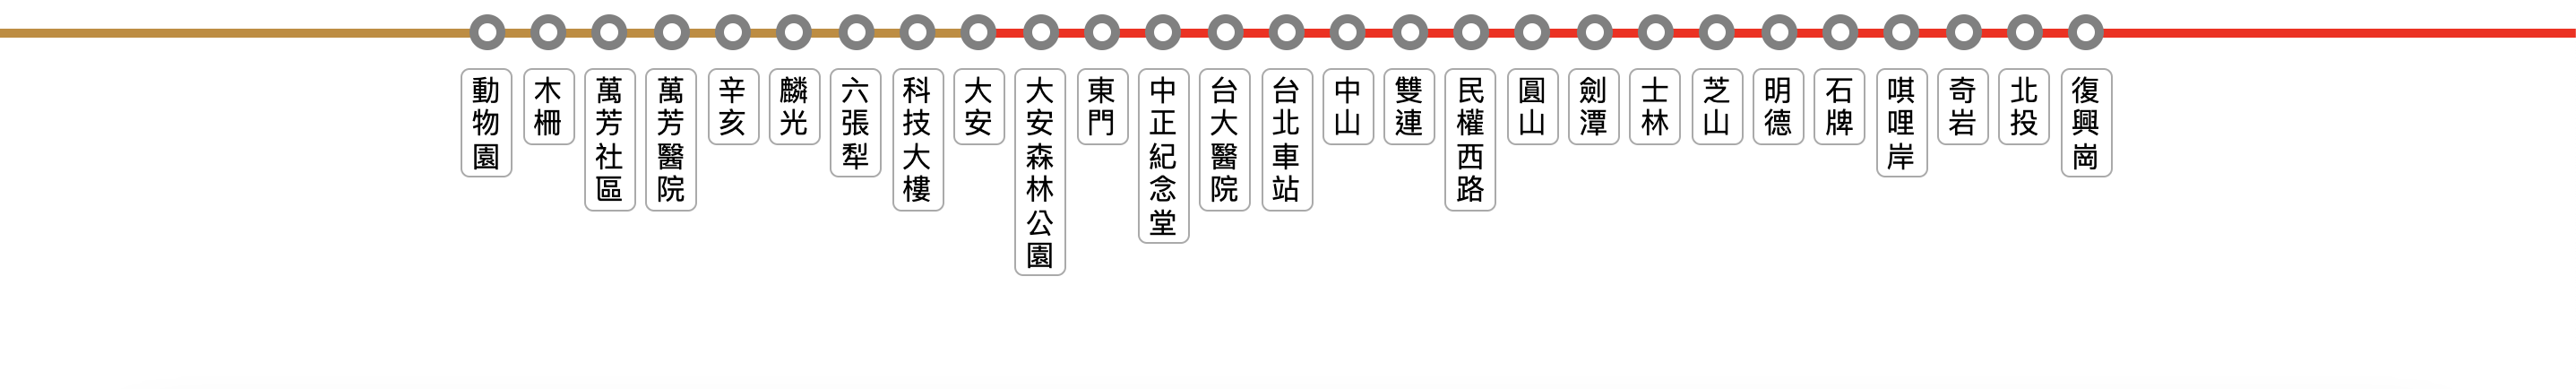 動物園
木柵
萬芳社區
萬芳醫院
辛亥
麟光
六張犁
科技大樓
大安
大安森林公園
東門
中正紀念堂
台大醫院
台北車站
中山
雙連
民權西路
圓山
劍潭
士林
芝山
明德
石牌
唭哩岸
奇岩
北投
復興崗